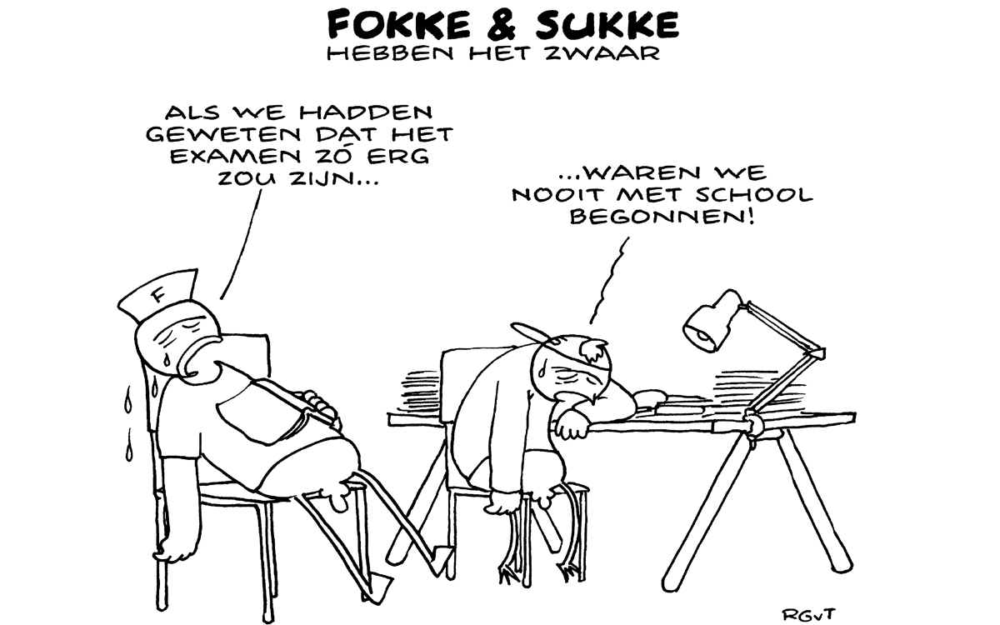 FOKKE & SUKKE
HEBBEN HET ZWAAR
ALS WE HADDEN
GEWETEN DAT HET
EXAMEN ZÓ ERG
ZOU ZIJN...
...WAREN WE
NOOIT MET SCHOOL
BEGONNEN!
F
RGvT